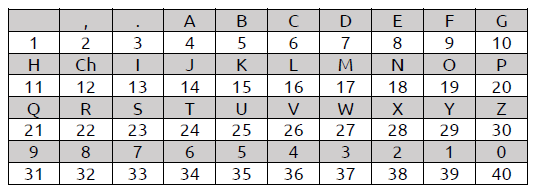 , . A B C D E F G
1 2 3 4 5 6 7 8 9 10
H Ch I J K L M N O P
11 12 13 14 15 16 17 18 19 20
Q R S T U V W X Y Z
21 22 23 24 25 26 27 28 29 30
9 8 7 6 5 4 3 2 1 0
31 32 33 34 35 36 37 38 39 40